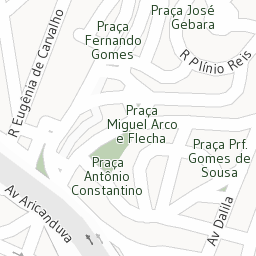 Praça José
Gebara
Praça
Fernando
Gomes
R Plínio Reis
R Eugênia de Carvalho
Praça
Miguel Arco
e Flecha
Praça Prf.
Gomes de
Sousa
Praça
Antônio
Constantino
Av Aricanduva
Av Dalila